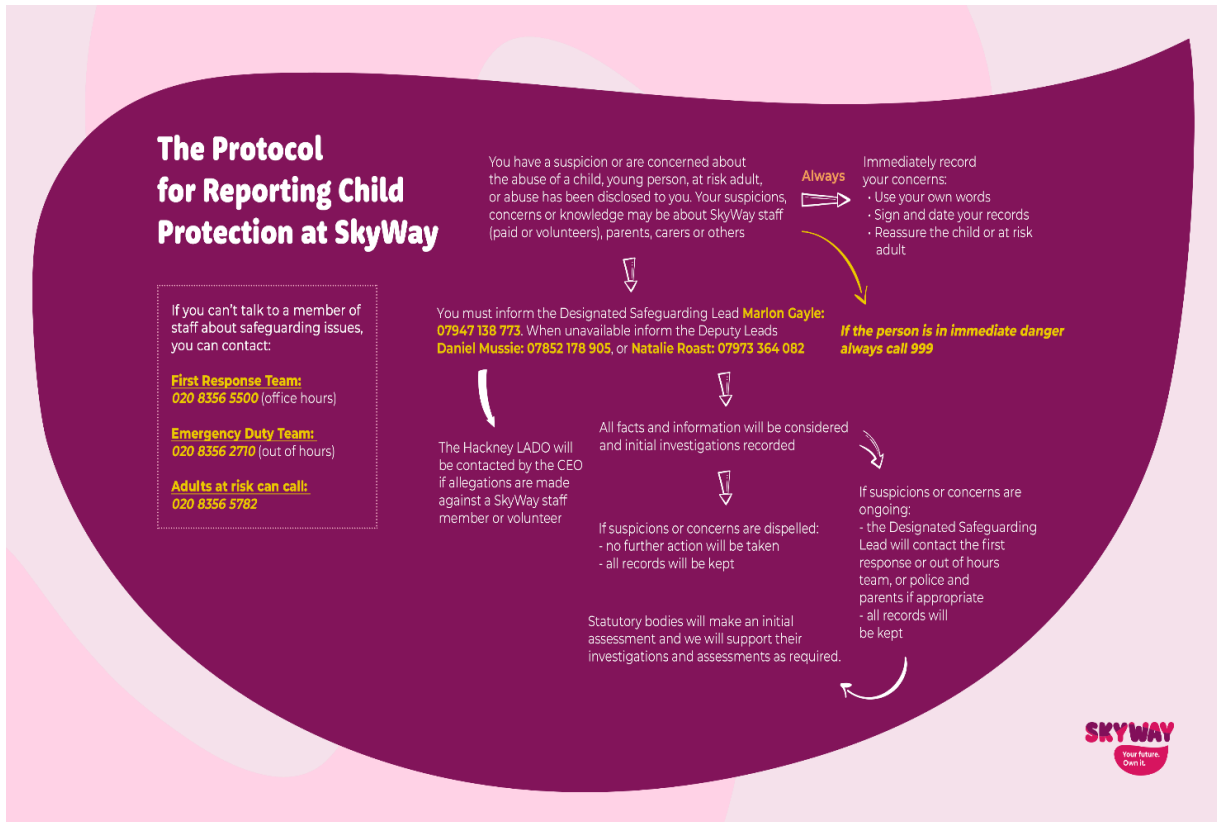 The Protocol
for Reporting Child
Protection at SkyWay
If you can't talk to a member of
staff about safeguarding issues,
you can contact:
First Response Team:
020 8356 5500 (office hours)
Emergency Duty Team:
020 8356 2710 (out of hours)
Adults at risk can call:
020 8356 5782
You have a suspicion or are concerned about
the abuse of a child, young person, at risk adult,
or abuse has been disclosed to you. Your suspicions,
concerns or knowledge may be about SkyWay staff
(paid or volunteers), parents, carers or others
Always
Immediately record
your concerns:
• Use your own words
• Sign and date your records
• Reassure the child or at risk
adult
You must inform the Designated Safeguarding Lead Marlon Gayle:
07947 138 773. When unavailable inform the Deputy Leads
Daniel Mussie: 07852 178 905, or Natalie Roast: 07973 364 082
If the person is in immediate danger
always call 999
The Hackney LADO will
be contacted by the CEO
if allegations are made
against a SkyWay staff
member or volunteer
All facts and information will be considered
and initial investigations recorded
If suspicions or concerns are dispelled:
- no further action will be taken
- all records will be kept
If suspicions or concerns are
ongoing:
- the Designated Safeguarding
Lead will contact the first
response or out of hours
team, or police and
parents if appropriate
- all records will
be kept
Statutory bodies will make an initial
assessment and we will support their
investigations and assessments as required.
SKYWAY
Your future.
Own it.